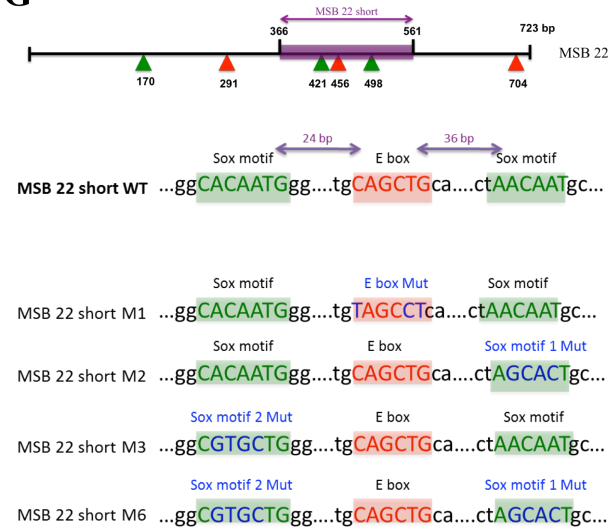 G
MSB 22 short
366 561 723 bp
MSB 22
170 291 421 456 498 704
24 bp 36 bp
Sox motif E box Sox motif
MSB 22 short WT ...ggCACAATGgg....tgCAGCTGca....ctAACAATgc...
Sox motif E box Mut Sox motif
MSB 22 short M1 ...ggCACAATGgg....tgTAGCCTca....ctAACAATgc...
Sox motif E box Sox motif 1 Mut
MSB 22 short M2 ...ggCACAATGgg....tgCAGCTGca....ctAGCACTgc...
Sox motif 2 Mut E box Sox motif
MSB 22 short M3 ...ggCGTGCTGgg....tgCAGCTGca....ctAACAATgc...
Sox motif 2 Mut E box Sox motif 1 Mut
MSB 22 short M6 ...ggCGTGCTGgg....tgCAGCTGca....ctAGCACTgc...